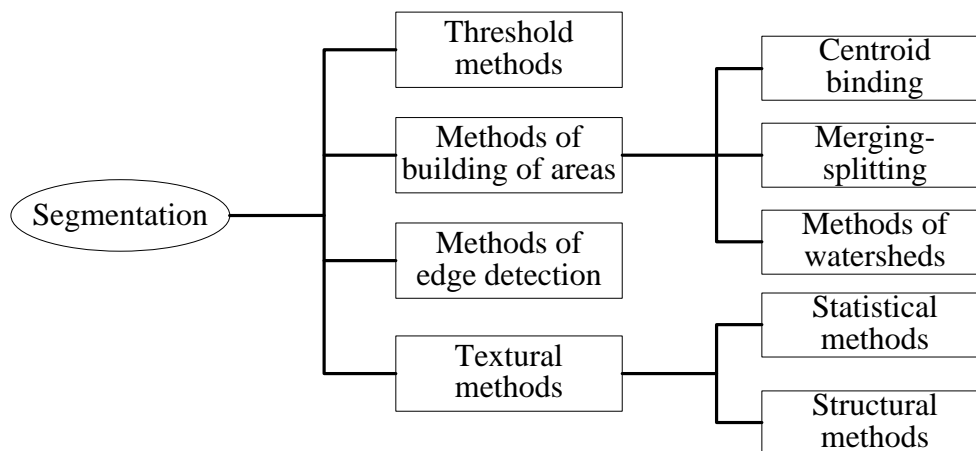 Segmentation
Threshold
methods
Methods of
building of areas
Methods of
edge detection
Textural
methods
Centroid
binding
Merging-
splitting
Methods of
watersheds
Statistical
methods
Structural
methods